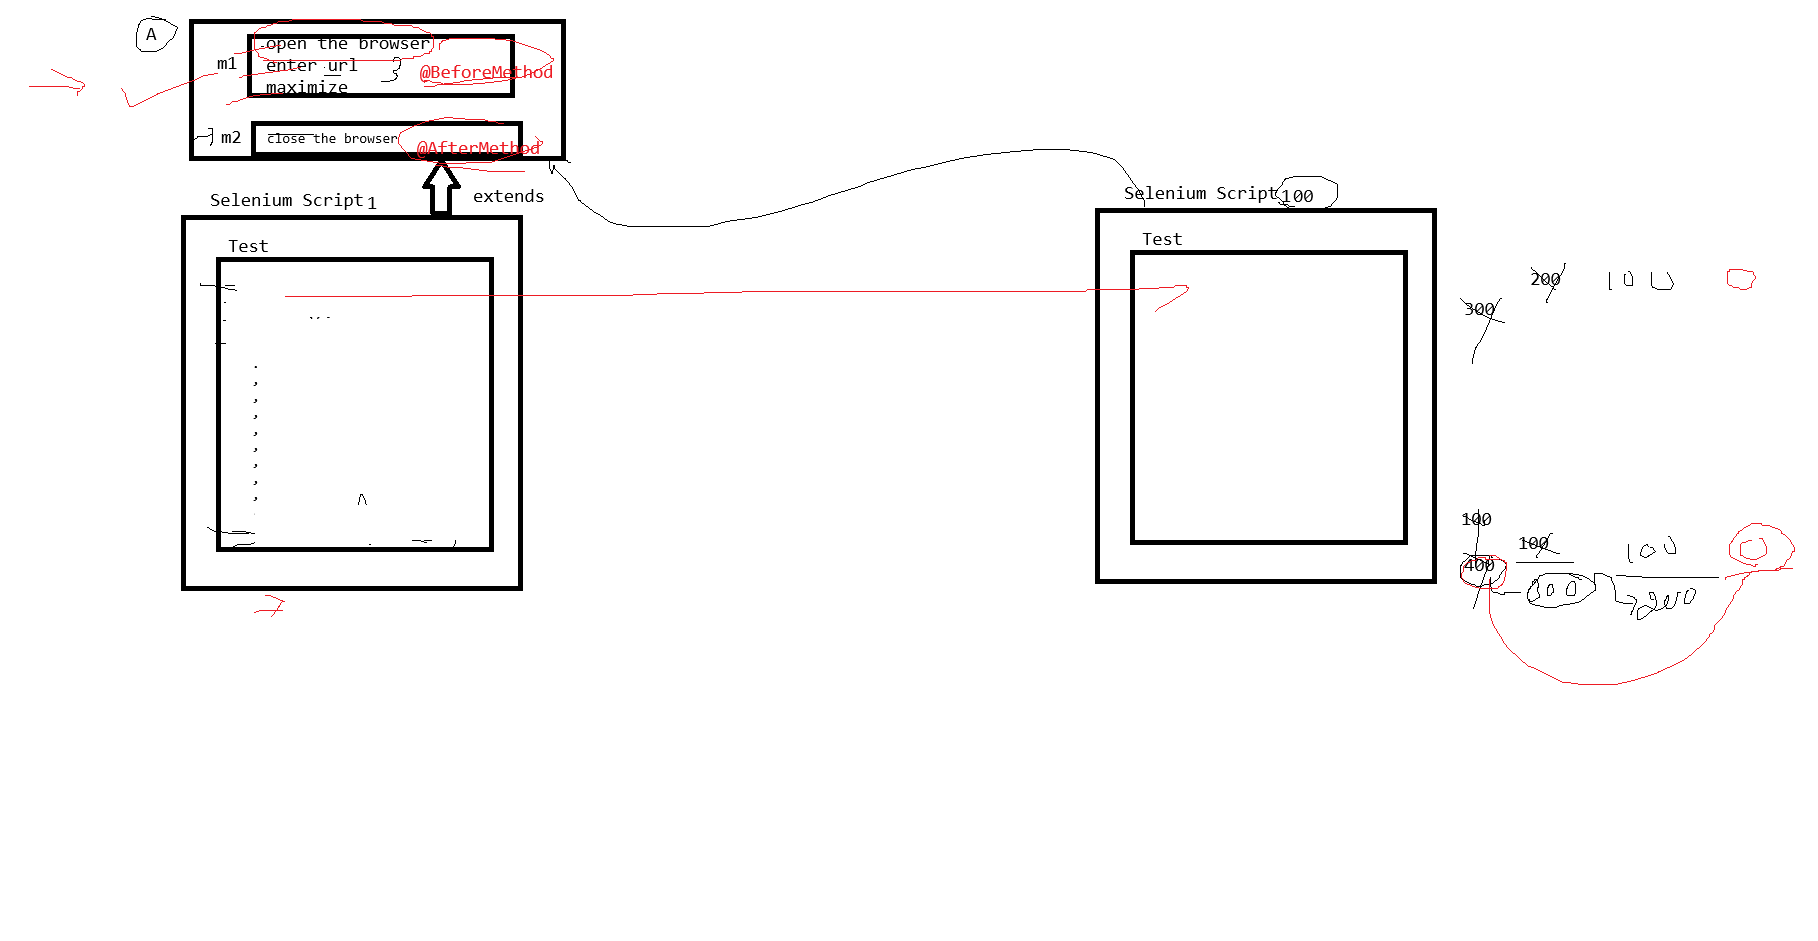 A
m1
open the browser
enter url
maximize
@BeforeMethod
m2
close the browser
@AfterMethod
extends
Selenium Script 1
Test
Selenium Script 100
Test
200
100
300
100
100
100
400
300
200